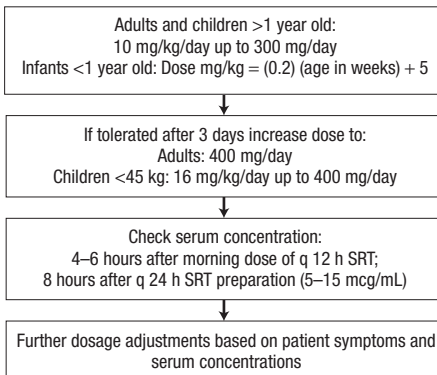 Adults and children >1 year old:
10 mg/kg/day up to 300 mg/day
Infants <1 year old: Dose mg/kg = (0.2) (age in weeks) + 5
If tolerated after 3 days increase dose to:
Adults: 400 mg/day
Children <45 kg: 16 mg/kg/day up to 400 mg/day
Check serum concentration:
4–6 hours after morning dose of q 12 h SRT;
8 hours after q 24 h SRT preparation (5–15 mcg/mL)
Further dosage adjustments based on patient symptoms and
serum concentrations